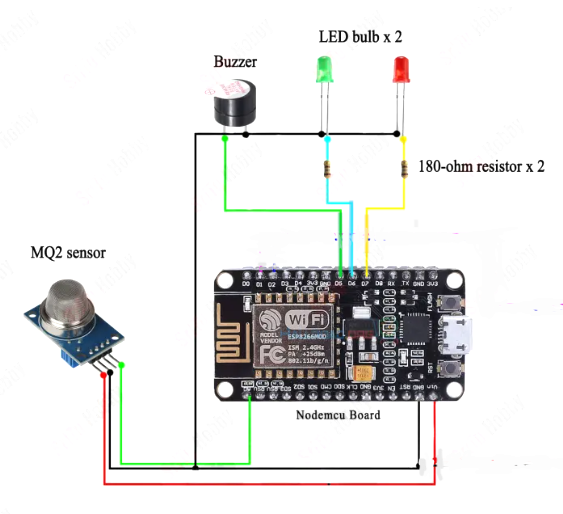 LED bulb x 2
Buzzer
180-ohm resistor x 2
MQ2 sensor
D0 D1 D2 D3 D4 3V3 GND D5 D6 D7 D8 RX TX GND 3V3
FLASH
WiFi
MODEL ESP8266MOD
VENDOR
ISM 2.4GHz
FC PA +25dBm
802.11b/g/n
RST
A0 RSV RSV SD3 SD2 SD1 CMD SD0 CLK GND 3V3 EN RST GND Vin
Nodemcu Board